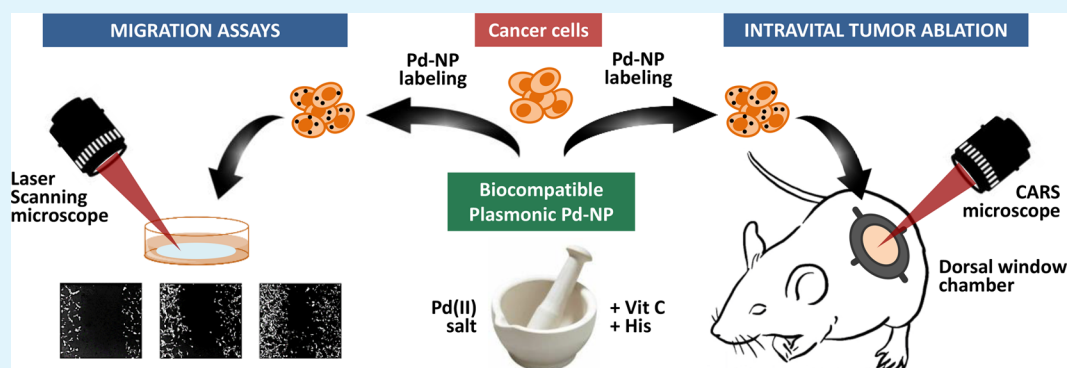 MIGRATION ASSAYS
Cancer cells
INTRAVITAL TUMOR ABLATION
Pd-NP
labeling
Pd-NP
labeling
Laser
Scanning
microscope
Biocompatible
Plasmonic Pd-NP
CARS
microscope
Dorsal window
chamber
Pd(II)
salt
+ Vit C
+ His